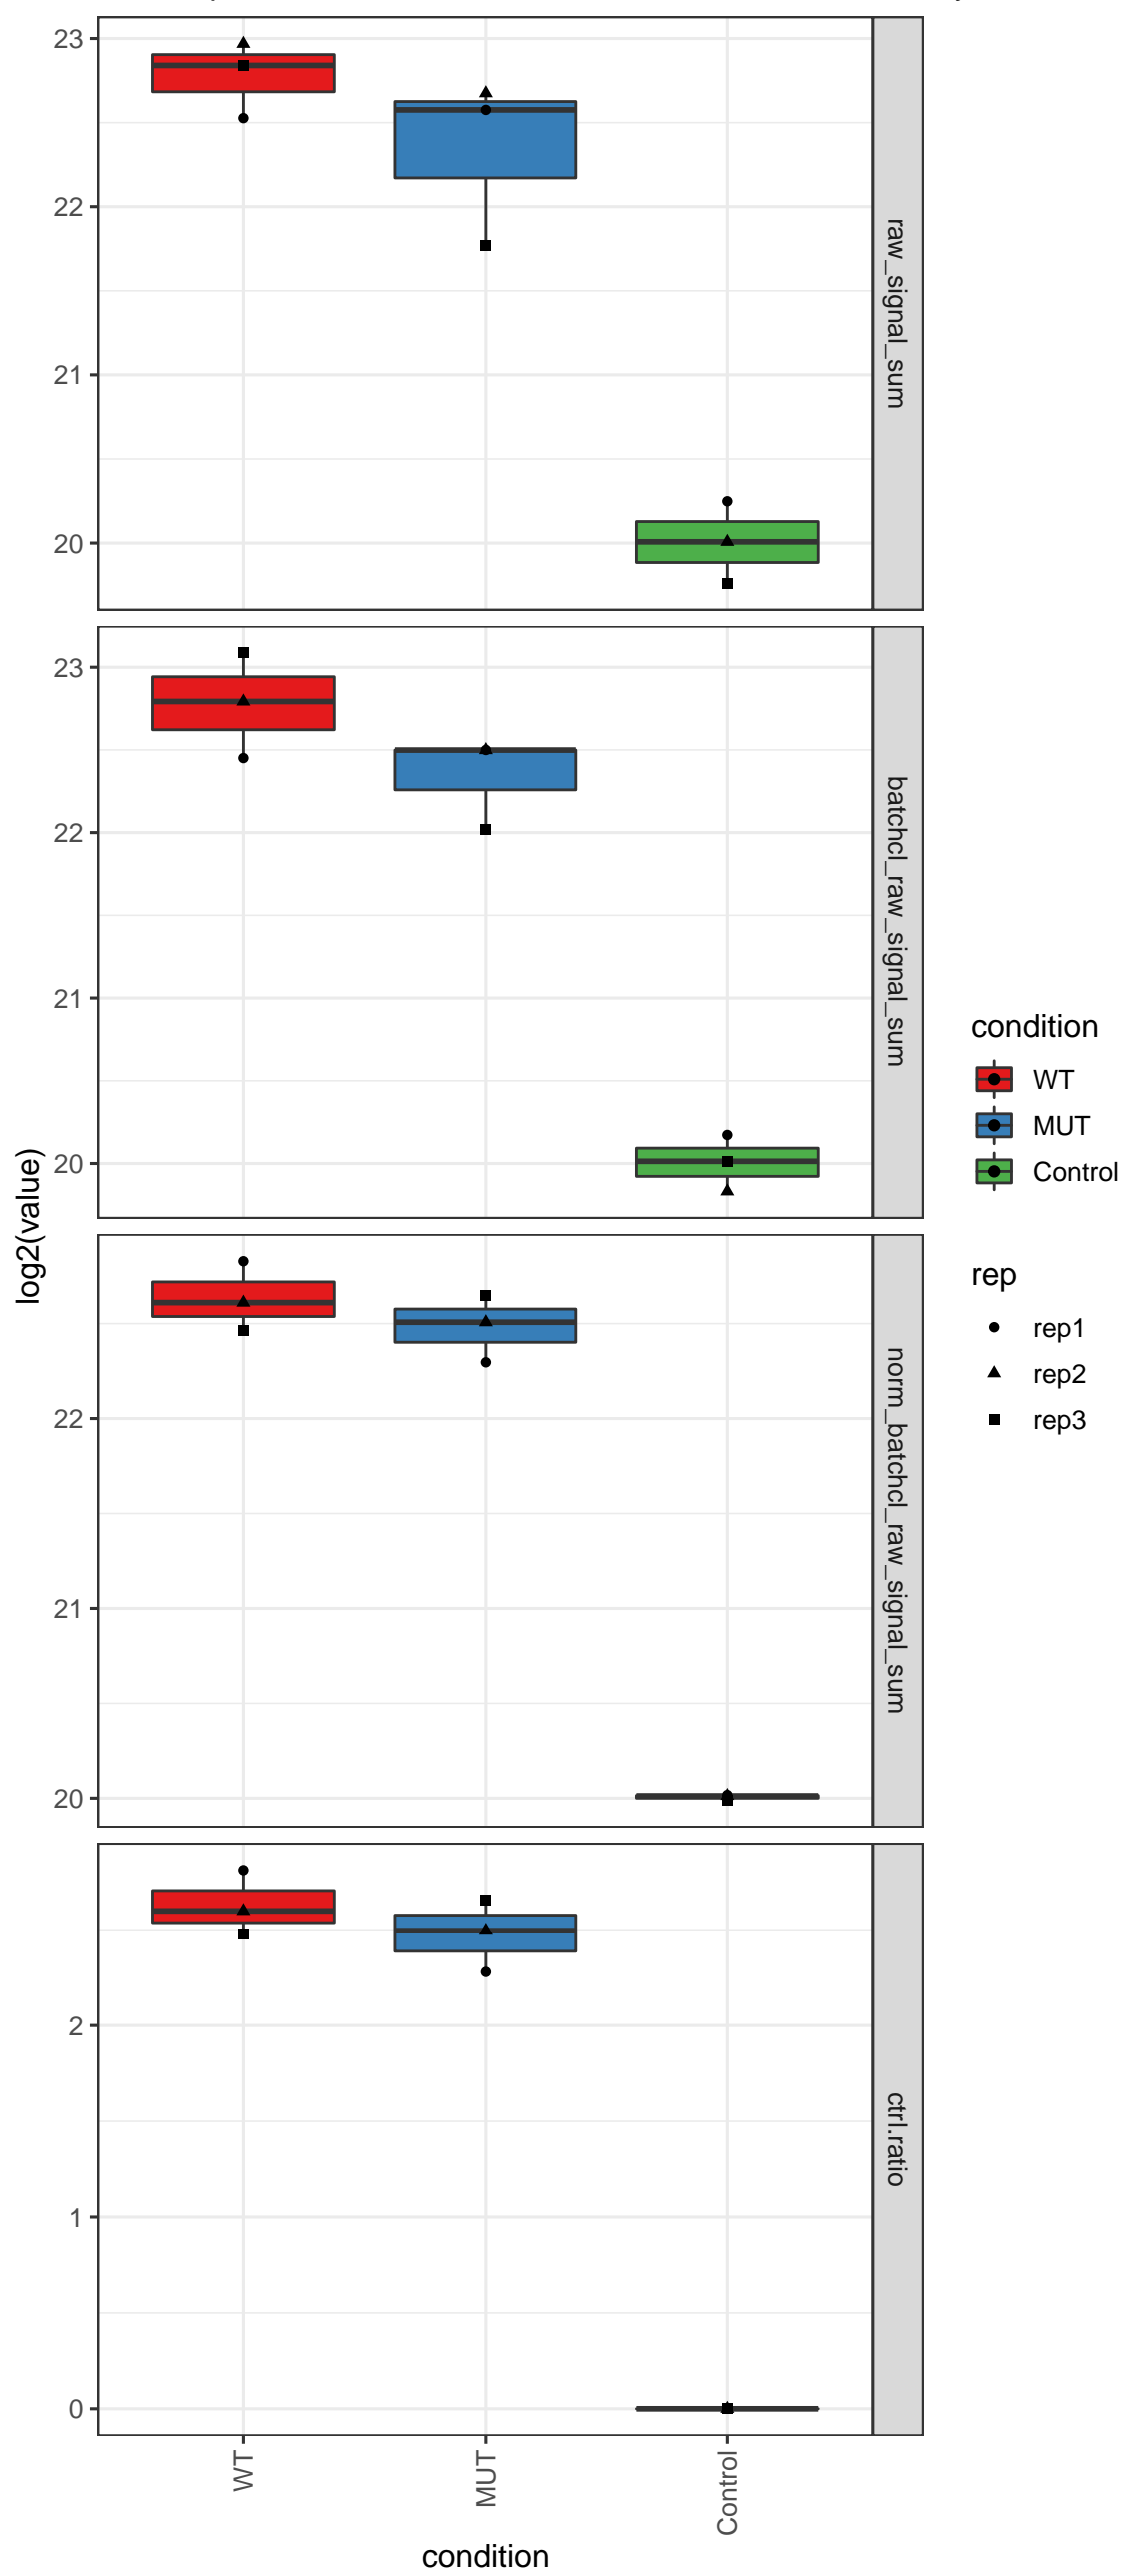 23
22
21
20
raw_signal_sum
23
22
21
20
batchcl_raw_signal_sum
22
21
20
norm_batchcl_raw_signal_sum
2
1
0
ctrl.ratio
log2(value)
WT
MUT
Control
condition
condition
WT
MUT
Control
rep
rep1
rep2
rep3